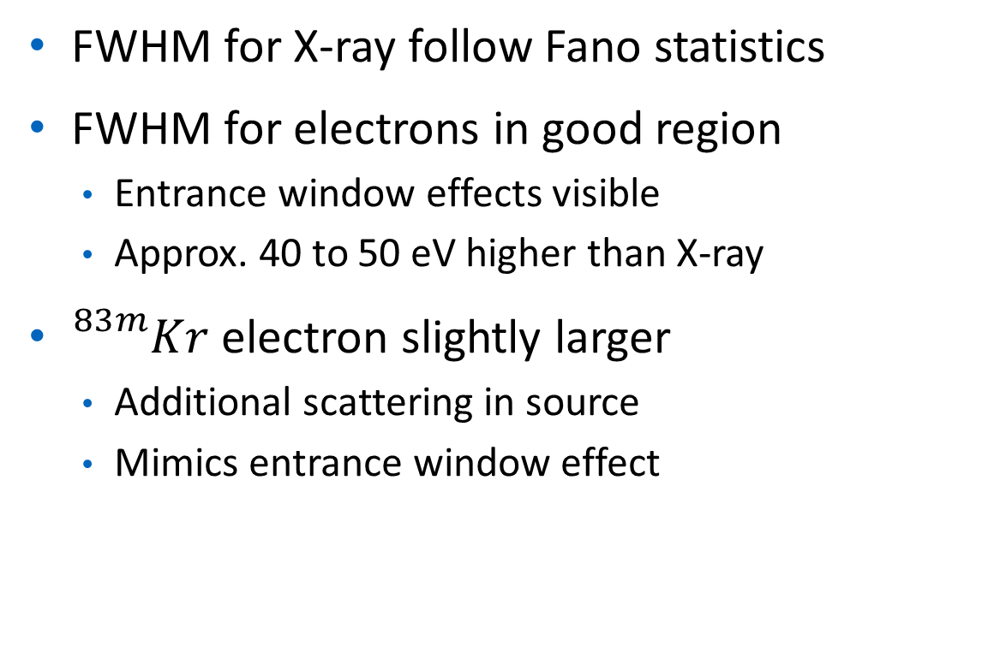 • FWHM for X-ray follow Fano statistics
• FWHM for electrons in good region
• Entrance window effects visible
• Approx. 40 to 50 eV higher than X-ray
• ⁸³ᵐKr electron slightly larger
• Additional scattering in source
• Mimics entrance window effect